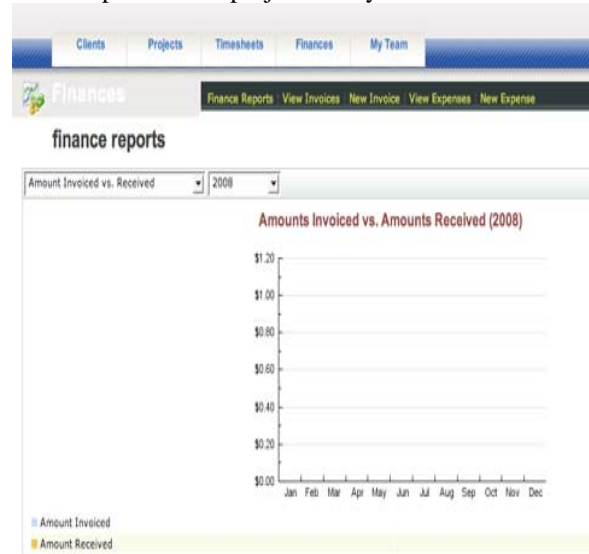 Clients Projects Timesheets Finances My Team
Finances
Finance Reports View Invoices New Invoice View Expenses New Expense
finance reports
Amount Invoiced vs. Received 2008
Amounts Invoiced vs. Amounts Received (2008)
$1.20
$1.00
$0.80
$0.60
$0.40
$0.20
$0.00
Jan Feb Mar Apr May Jun Jul Aug Sep Oct Nov Dec
Amount Invoiced
Amount Received